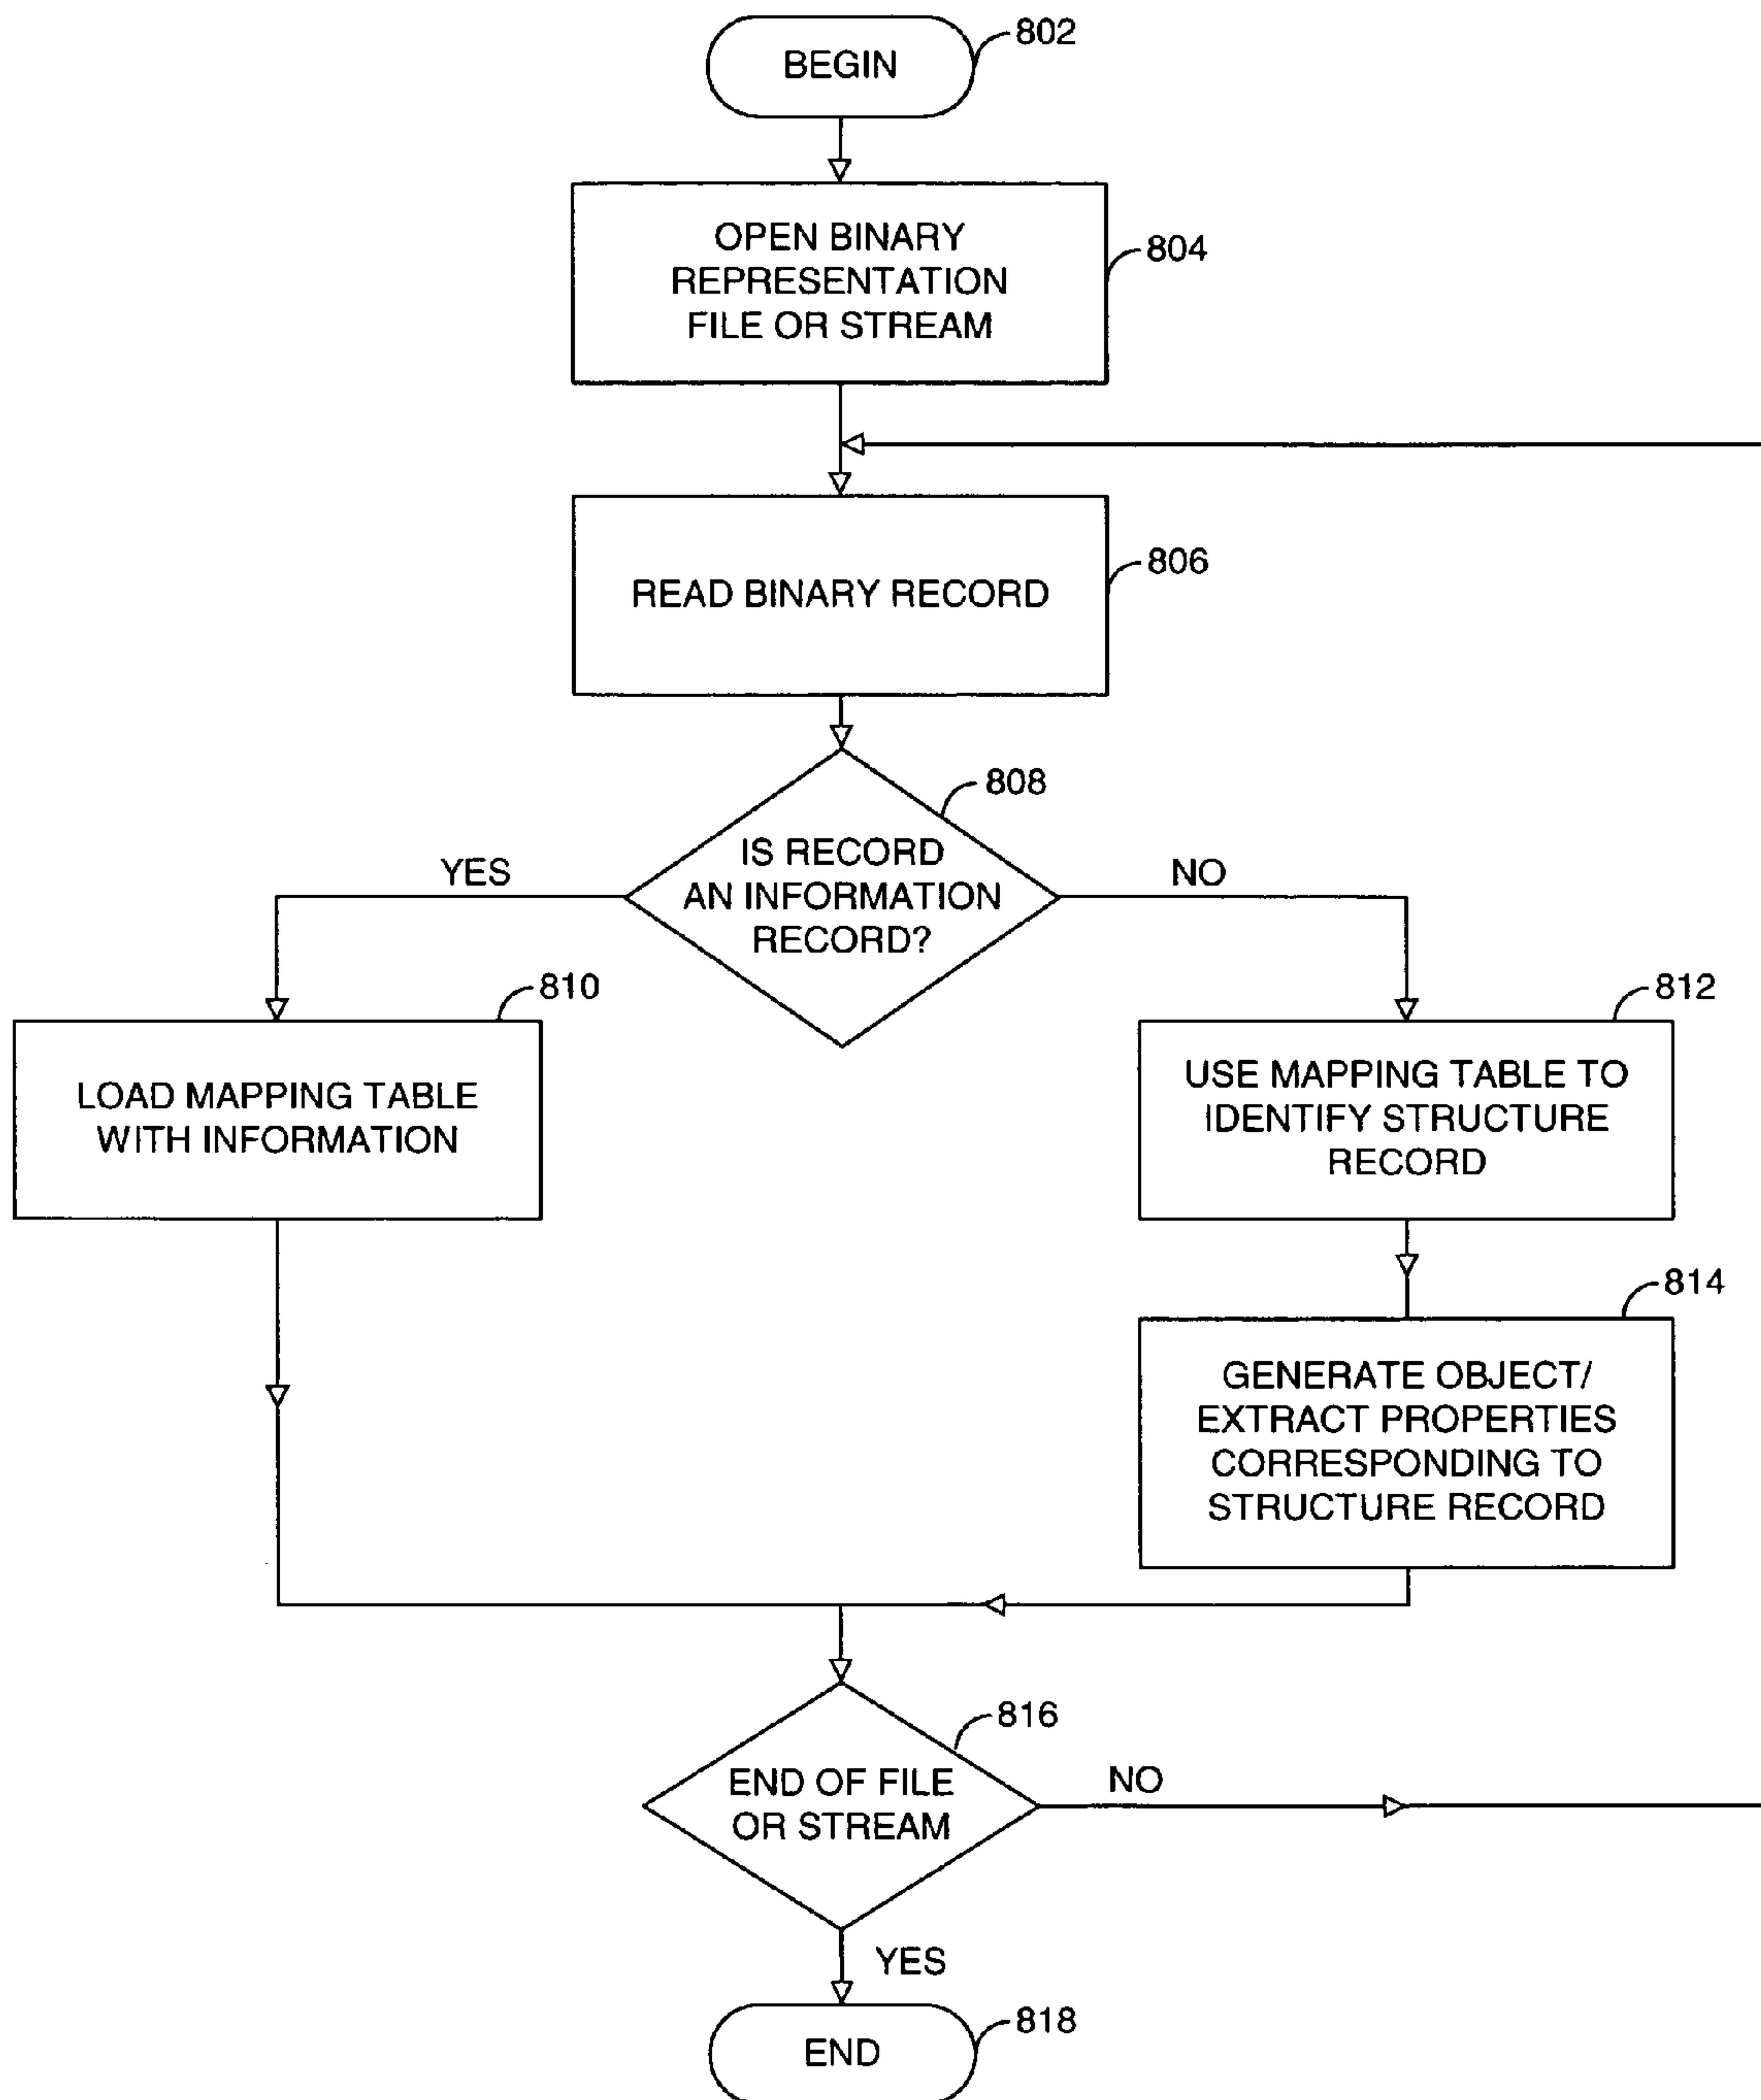 802
BEGIN
OPEN BINARY
REPRESENTATION
FILE OR STREAM
804
READ BINARY RECORD
806
808
IS RECORD
AN INFORMATION
RECORD?
YES
NO
810
LOAD MAPPING TABLE
WITH INFORMATION
812
USE MAPPING TABLE TO
IDENTIFY STRUCTURE
RECORD
814
GENERATE OBJECT/
EXTRACT PROPERTIES
CORRESPONDING TO
STRUCTURE RECORD
816
END OF FILE
OR STREAM
NO
YES
818
END